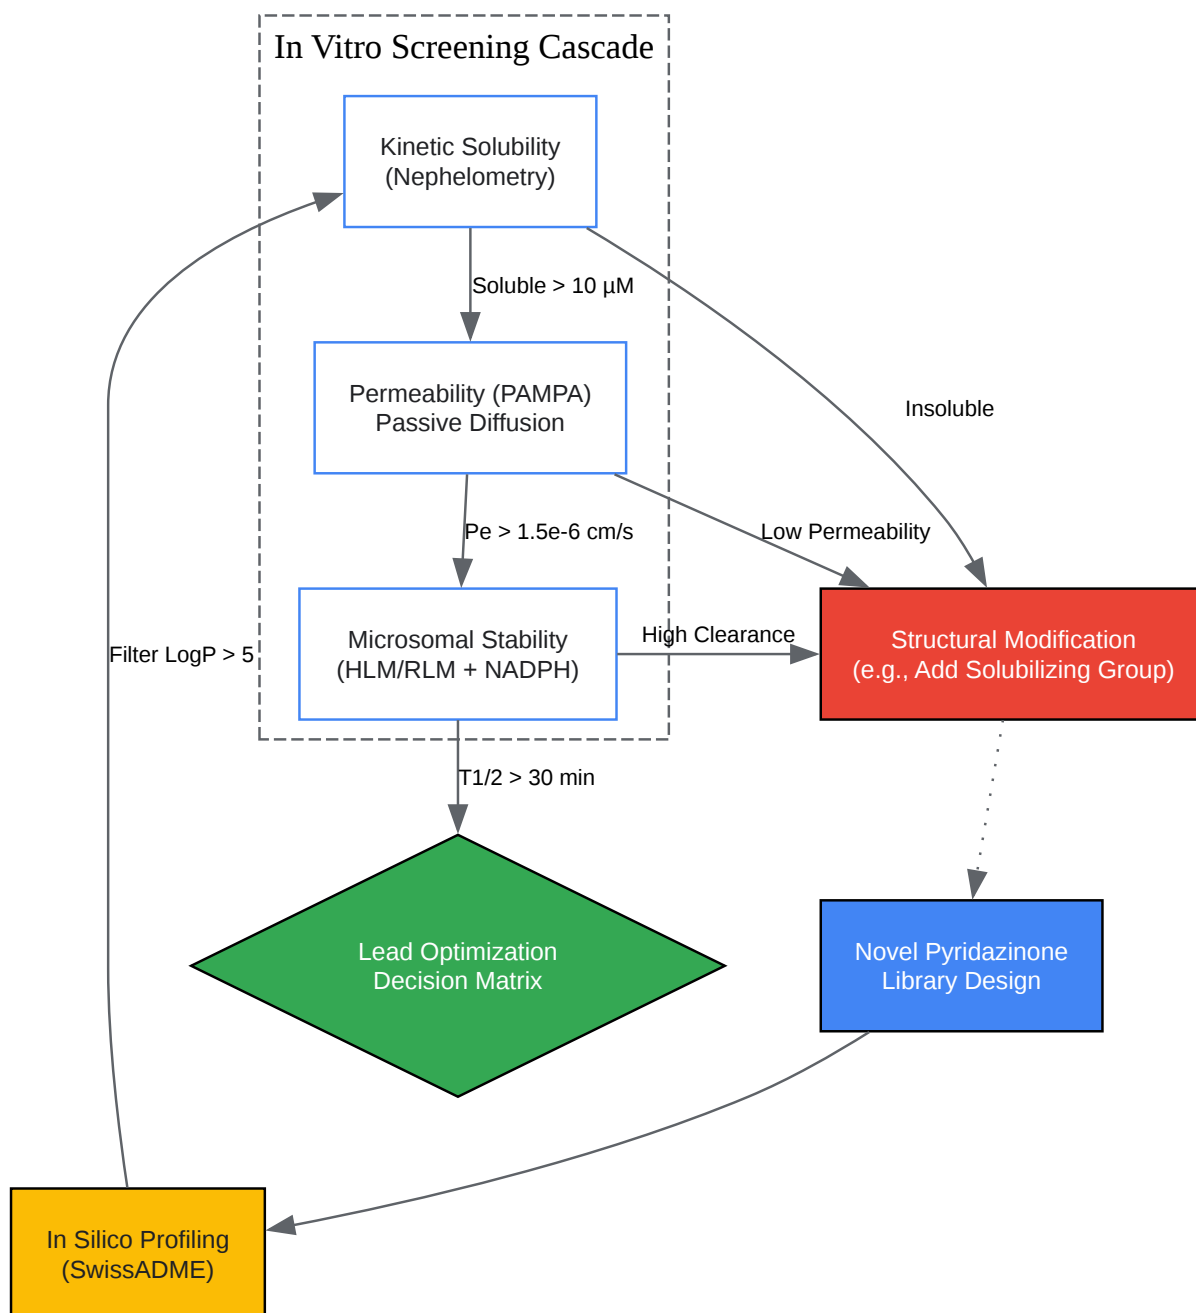 In Vitro Screening Cascade
Kinetic Solubility
(Nephelometry)
Soluble > 10 µM
Permeability (PAMPA)
Passive Diffusion
Insoluble
Pe > 1.5e-6 cm/s
Low Permeability
Microsomal Stability
(HLM/RLM + NADPH)
High Clearance
Structural Modification
(e.g., Add Solubilizing Group)
Filter LogP > 5
T1/2 > 30 min
Lead Optimization
Decision Matrix
Novel Pyridazinone
Library Design
In Silico Profiling
(SwissADME)